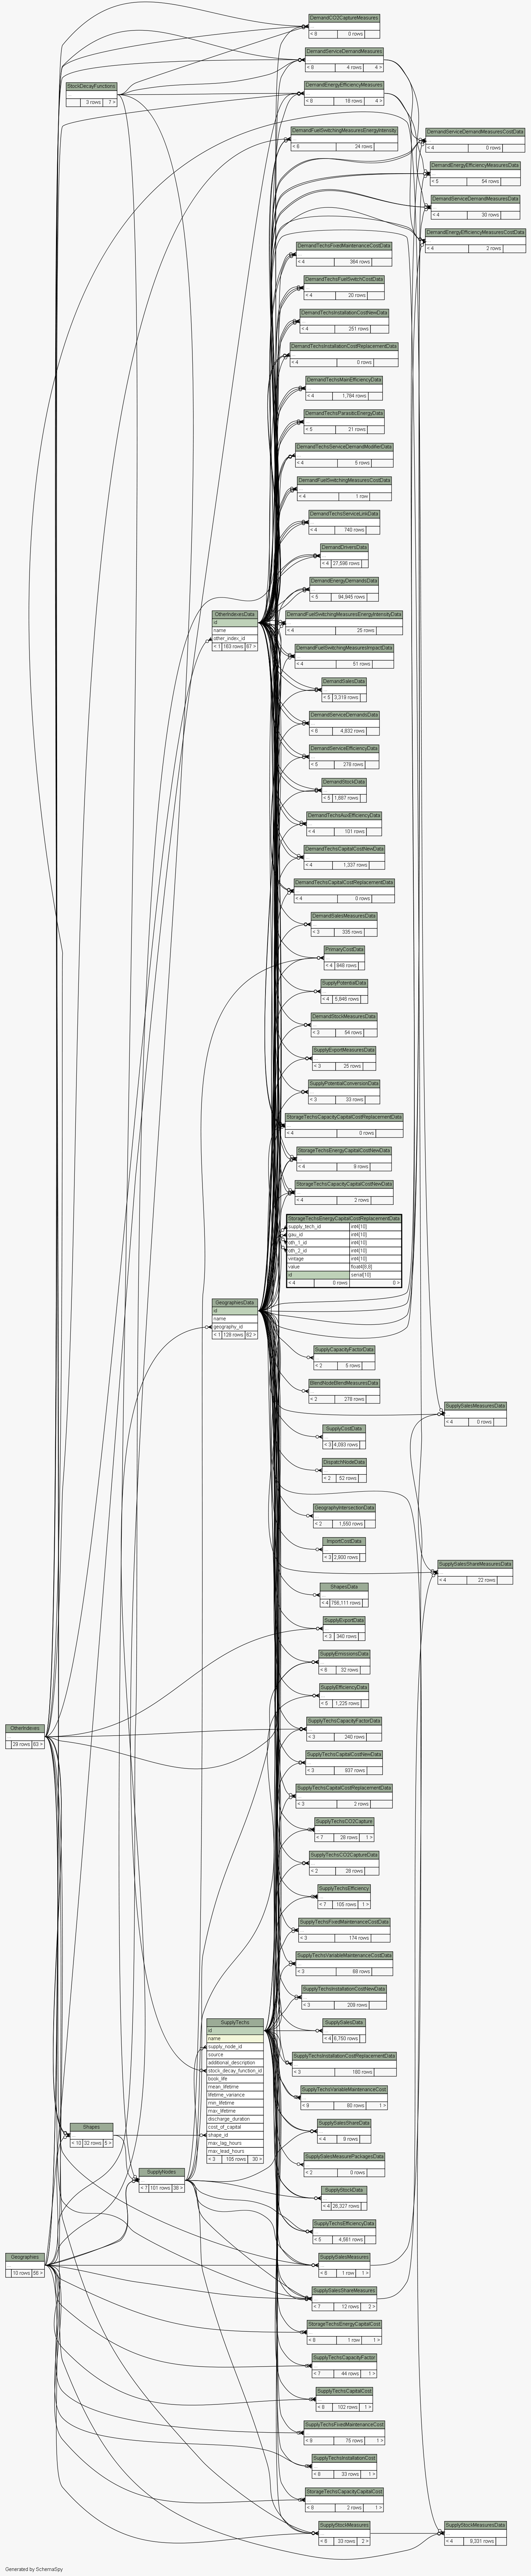 DemandCO2CaptureMeasures
...
< 8 0 rows
DemandServiceDemandMeasures
...
< 8 4 rows 4 >
StockDecayFunctions
...
3 rows 7 >
DemandEnergyEfficiencyMeasures
...
< 8 18 rows 4 >
DemandFuelSwitchingMeasuresEnergyIntensity
...
< 8 24 rows
DemandServiceDemandMeasuresCostData
...
< 4 0 rows
DemandEnergyEfficiencyMeasuresData
...
< 5 54 rows
DemandServiceDemandMeasuresData
...
< 4 30 rows
DemandEnergyEfficiencyMeasuresCostData
...
< 4 2 rows
DemandTechsFixedMaintenanceCostData
...
< 4 384 rows
DemandTechsFuelSwitchCostData
...
< 4 20 rows
DemandTechsInstallationCostNewData
...
< 4 251 rows
DemandTechsInstallationCostReplacementData
...
< 4 0 rows
DemandTechsMainEfficiencyData
...
< 4 1,784 rows
DemandTechsParasiticEnergyData
...
< 6 21 rows
DemandTechsServiceDemandModifierData
...
< 4 5 rows
DemandFuelSwitchingMeasuresCostData
...
< 4 1 row
DemandTechsServiceLinkData
...
< 4 740 rows
DemandDriversData
...
< 4 27,596 rows
DemandEnergyDemandsData
...
< 5 94,945 rows
OtherIndexesData
id
name
other_index_id
< 1 163 rows 67 >
DemandFuelSwitchingMeasuresEnergyIntensityData
...
< 4 25 rows
DemandFuelSwitchingMeasuresImpactData
...
< 4 51 rows
DemandSalesData
...
< 5 3,319 rows
DemandServiceDemandsData
...
< 6 4,832 rows
DemandServiceEfficiencyData
...
< 5 278 rows
DemandStockData
...
< 5 1,687 rows
DemandTechsAuxEfficiencyData
...
< 4 101 rows
DemandTechsCapitalCostNewData
...
< 4 1,337 rows
DemandTechsCapitalCostReplacementData
...
< 4 0 rows
DemandSalesMeasuresData
...
< 3 335 rows
PrimaryCostData
...
< 4 846 rows
SupplyPotentialData
...
< 4 5,846 rows
DemandStockMeasuresData
...
< 3 54 rows
SupplyExportMeasuresData
...
< 3 25 rows
SupplyPotentialConversionData
...
< 3 33 rows
StorageTechsCapacityCapitalCostReplacementData
...
< 4 0 rows
StorageTechsEnergyCapitalCostNewData
...
< 4 8 rows
StorageTechsCapacityCapitalCostNewData
...
< 4 2 rows
StorageTechsEnergyCapitalCostReplacementData
supply_tech_id int4[10]
gau_id int4[10]
oth_1_id int4[10]
oth_2_id int4[10]
vintage int4[10]
value float4[8,8]
id serial[10]
< 4 0 rows 0 >
GeographiesData
id
name
geography_id
< 1 128 rows 82 >
SupplyCapacityFactorData
...
< 2 5 rows
BlendNodeBlendMeasuresData
...
< 2 278 rows
SupplySalesMeasuresData
...
< 4 0 rows
SupplyCostData
...
< 3 4,083 rows
DispatchNodeData
...
< 2 52 rows
GeographyIntersectionData
...
< 2 1,550 rows
ImportCostData
...
< 3 2,900 rows
SupplySalesShareMeasuresData
...
< 4 22 rows
ShapesData
...
< 4 756,111 rows
SupplyExportData
...
< 3 340 rows
SupplyEmissionsData
...
< 6 32 rows
SupplyEfficiencyData
...
< 5 1,225 rows
SupplyTechsCapacityFactorData
...
< 3 240 rows
OtherIndexes
...
29 rows 63 >
SupplyTechsCapitalCostNewData
...
< 3 837 rows
SupplyTechsCapitalCostReplacementData
...
< 3 2 rows
SupplyTechsCO2Capture
...
< 7 26 rows 1 >
SupplyTechsCO2CaptureData
...
< 2 26 rows
SupplyTechsEfficiency
...
< 7 105 rows 1 >
SupplyTechsFixedMaintenanceCostData
...
< 3 174 rows
SupplyTechsVariableMaintenanceCostData
...
< 3 88 rows
SupplyTechsInstallationCostNewData
...
< 3 209 rows
SupplyTechs
id
name
supply_node_id
source
additional_description
stock_decay_function_id
book_life
mean_lifetime
lifetime_variance
min_lifetime
max_lifetime
discharge_duration
cost_of_capital
shape_id
max_lag_hours
max_lead_hours
< 3 105 rows 30 >
SupplySalesData
...
< 4 6,750 rows
SupplyTechsInstallationCostReplacementData
...
< 3 160 rows
SupplyTechsVariableMaintenanceCost
...
< 9 80 rows 1 >
SupplySalesShareData
...
< 4 9 rows
Shapes
...
< 10 32 rows 5 >
SupplySalesMeasurePackagesData
...
< 2 0 rows
SupplyNodes
...
< 7 101 rows 38 >
SupplyStockData
...
< 4 26,327 rows
SupplyTechsEfficiencyData
...
< 5 4,561 rows
Geographies
...
10 rows 56 >
SupplySalesMeasures
...
< 6 1 row 1 >
SupplySalesShareMeasures
...
< 7 12 rows 2 >
StorageTechsEnergyCapitalCost
...
< 8 1 row 1 >
SupplyTechsCapacityFactor
...
< 7 44 rows 1 >
SupplyTechsCapitalCost
...
< 8 102 rows 1 >
SupplyTechsFixedMaintenanceCost
...
< 9 75 rows 1 >
SupplyTechsInstallationCost
...
< 8 33 rows 1 >
StorageTechsCapacityCapitalCost
...
< 8 2 rows 1 >
SupplyStockMeasures
...
< 6 33 rows 2 >
SupplyStockMeasuresData
...
< 4 9,331 rows
Generated by SchemaSpy